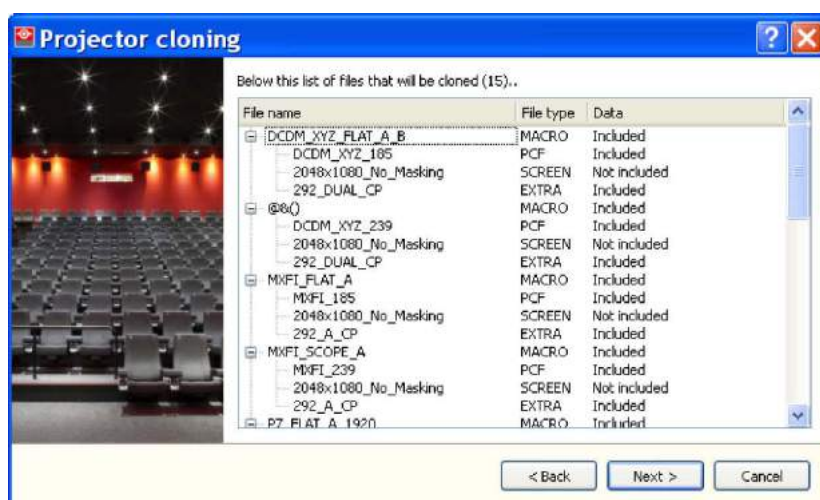 Projector cloning
Below this list of files that will be cloned (15)..
File name File type Data
DCDM_XYZ_FLAT_A_B MACRO Included
DCDM_XYZ_185 PCF Included
2048x1080_No_Masking SCREEN Not included
292_DUAL_CP EXTRA Included
@&() MACRO Included
DCDM_XYZ_239 PCF Included
2048x1080_No_Masking SCREEN Not included
292_DUAL_CP EXTRA Included
MXFI_FLAT_A MACRO Included
MXFI_185 PCF Included
2048x1080_No_Masking SCREEN Not included
292_A_CP EXTRA Included
MXFI_SCOPE_A MACRO Included
MXFI_239 PCF Included
2048x1080_No_Masking SCREEN Not included
292_A_CP EXTRA Included
P7_FLAT_A_1920 MACRO Included
< Back Next > Cancel